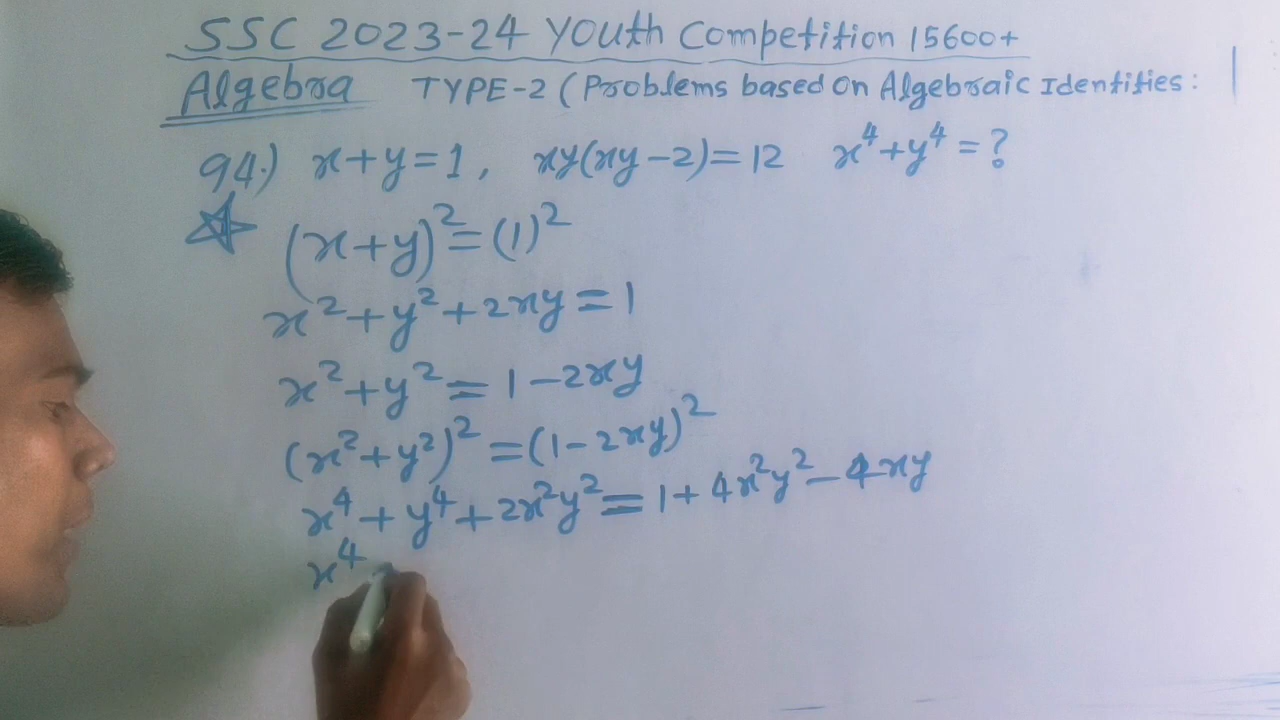 SSC 2023-24 Youth Competition 15600+
Algebra TYPE-2 (Problems based on Algebraic Identities:
94.) x+y=1, xy(xy-2)=12 x⁴+y⁴=?
(x+y)²=(1)²
x²+y²+2xy=1
x²+y²=1-2xy
(x²+y²)²=(1-2xy)²
x⁴+y⁴+2x²y²=1+4x²y²-4xy
x⁴